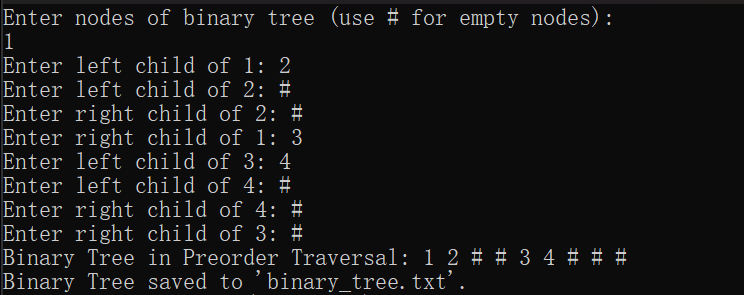 Enter nodes of binary tree (use # for empty nodes):
1
Enter left child of 1: 2
Enter left child of 2: #
Enter right child of 2: #
Enter right child of 1: 3
Enter left child of 3: 4
Enter left child of 4: #
Enter right child of 4: #
Enter right child of 3: #
Binary Tree in Preorder Traversal: 1 2 # # 3 4 # # #
Binary Tree saved to 'binary_tree.txt'.